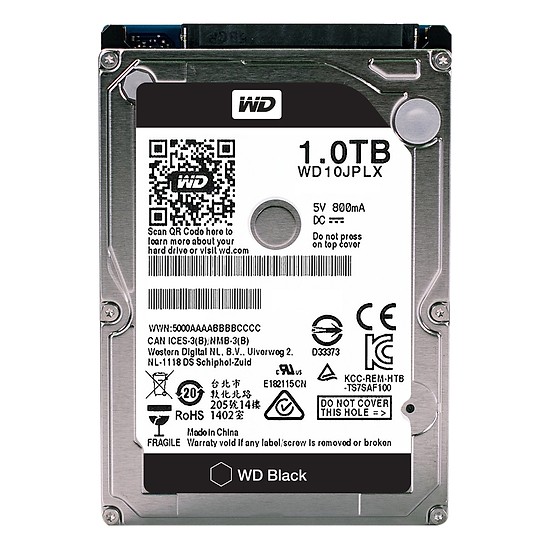 WD
1.0TB
WD10JPLX
WD
5V 800mA
DC
Scan QR Code here to
learn more about your
hard drive or visit wd.com
Do not press
on top cover
WWN:5000AAAABBBBCCCC
CAN ICES-3(B);NMB-3(B)
Western Digital NL, B.V., Uiverweg 2,
NL-1118 DS Schiphol-Zuid
D33373
CE
KCC-REM-HTB
-TS7SAF100
E182115CN
20
RoHS
台北市
敦化北路
205號14樓
1402室
DO NOT COVER
THIS HOLE =>
FRAGILE
Made in China
Warraty void if any label/screw is removed or broken
WD Black